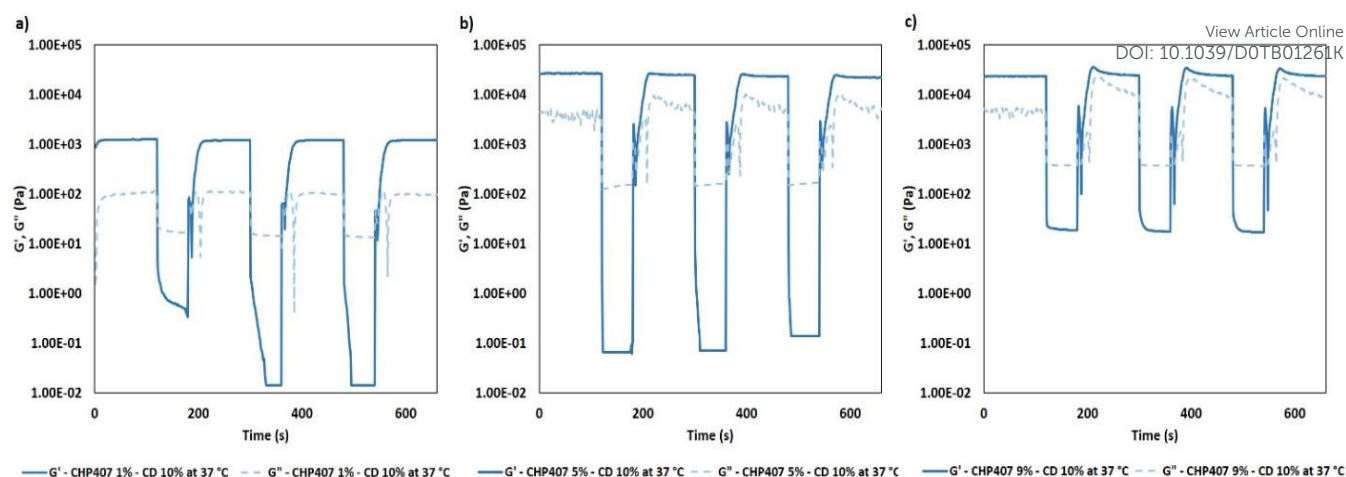 View Article Online
DOI: 10.1039/D0TB01261K
a)
1.00E+05
1.00E+04
1.00E+03
1.00E+02
1.00E+01
1.00E+00
1.00E-01
1.00E-02
G', G'' (Pa)
0 200 400 600
Time (s)
G' - CHP407 1% - CD 10% at 37 °C G'' - CHP407 1% - CD 10% at 37 °C
b)
1.00E+05
1.00E+04
1.00E+03
1.00E+02
1.00E+01
1.00E+00
1.00E-01
1.00E-02
G', G'' (Pa)
0 200 400 600
Time (s)
G' - CHP407 5% - CD 10% at 37 °C G'' - CHP407 5% - CD 10% at 37 °C
c)
1.00E+05
1.00E+04
1.00E+03
1.00E+02
1.00E+01
1.00E+00
1.00E-01
1.00E-02
G', G'' (Pa)
0 200 400 600
Time (s)
G' - CHP407 9% - CD 10% at 37 °C G'' - CHP407 9% - CD 10% at 37 °C